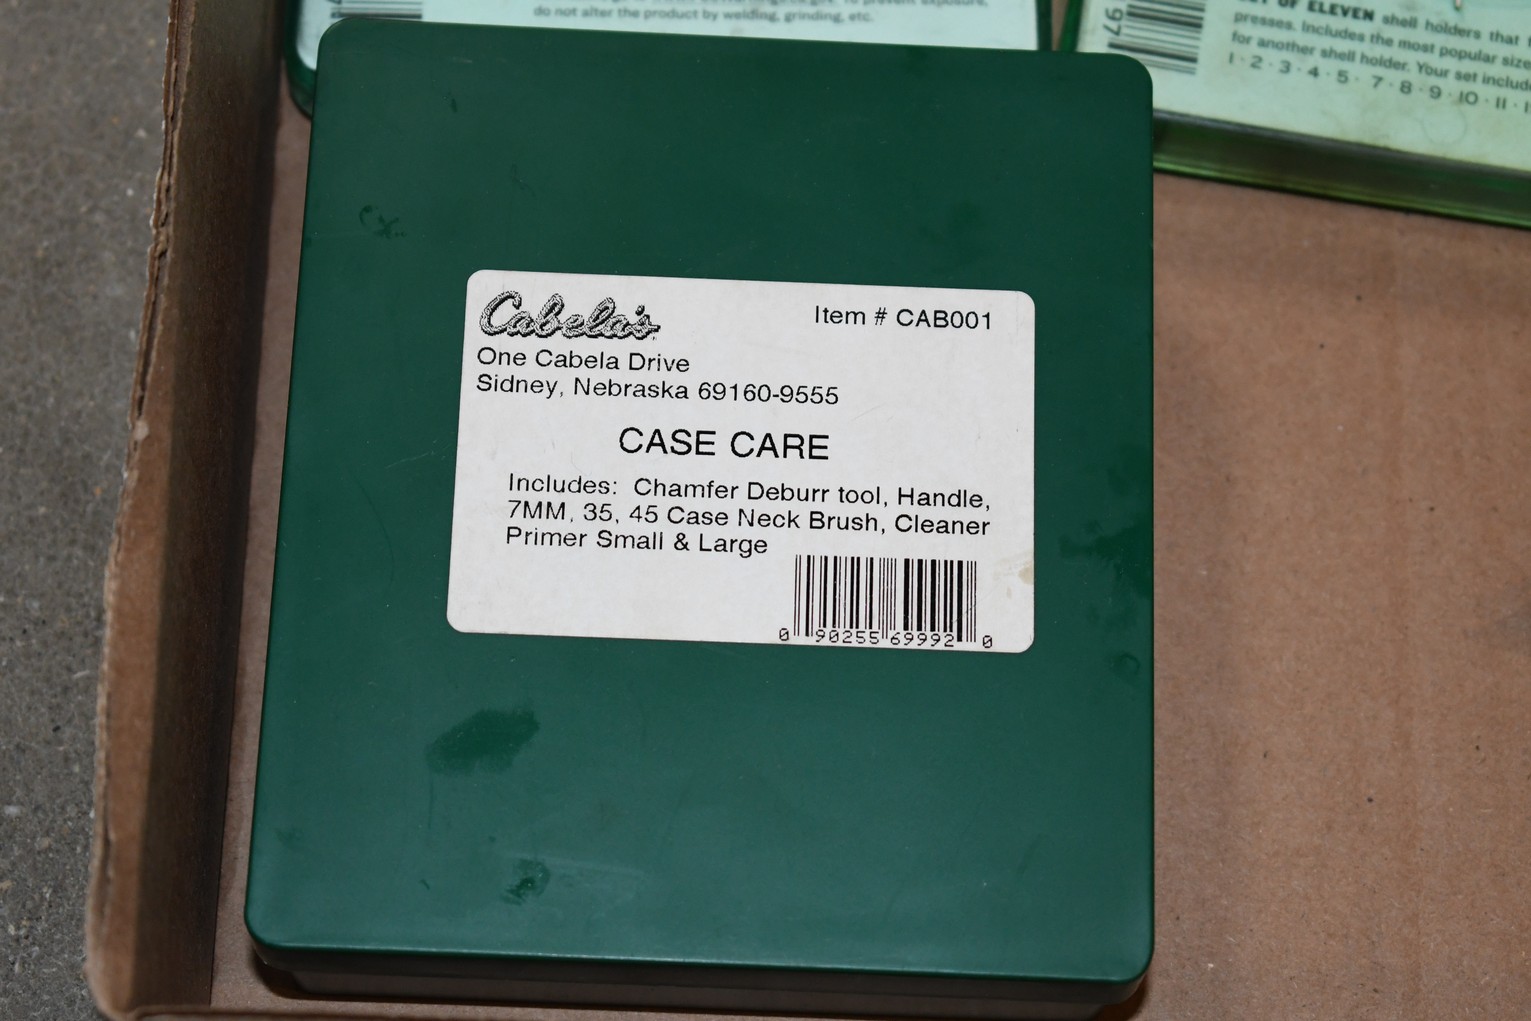 do not alter the product by welding, grinding, etc.
OF ELEVEN shell holders that
presses. Includes the most popular size
for another shell holder. Your set includ
1 · 2 · 3 · 4 · 5 · 7 · 8 · 9 · 10 · 11 ·
97
Cabela's
Item # CAB001
One Cabela Drive
Sidney, Nebraska 69160-9555
CASE CARE
Includes: Chamfer Deburr tool, Handle,
7MM, 35, 45 Case Neck Brush, Cleaner
Primer Small & Large
0 90255 69992 0